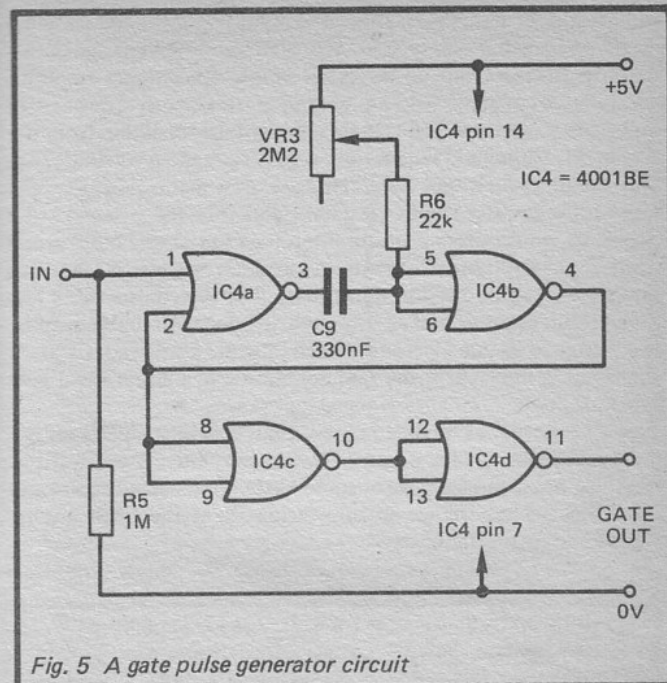 +5V
VR3
2M2
IC4 pin 14
IC4 = 4001BE
R6
22k
IN
1
2
IC4a
3
C9
330nF
5
6
IC4b
4
8
9
IC4c
10
12
13
IC4d
11
R5
1M
IC4 pin 7
GATE
OUT
0V
Fig. 5 A gate pulse generator circuit